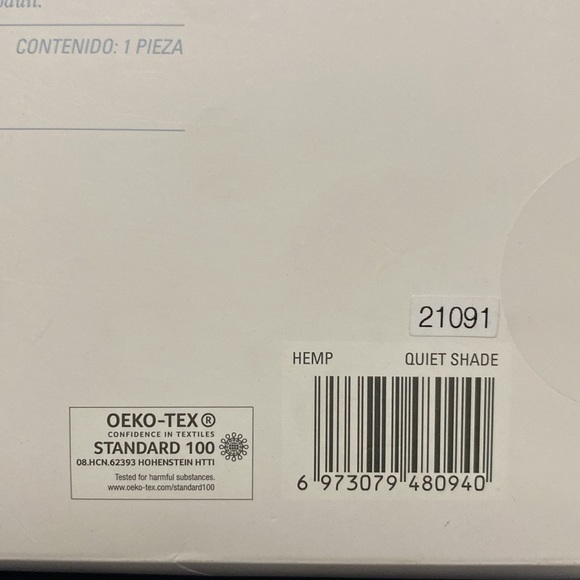 CONTENIDO: 1 PIEZA
21091
HEMP QUIET SHADE
6 973079 480940
OEKO-TEX®
CONFIDENCE IN TEXTILES
STANDARD 100
08.HCN.62393 HOHENSTEIN HTTI
Tested for harmful substances.
www.oeko-tex.com/standard100